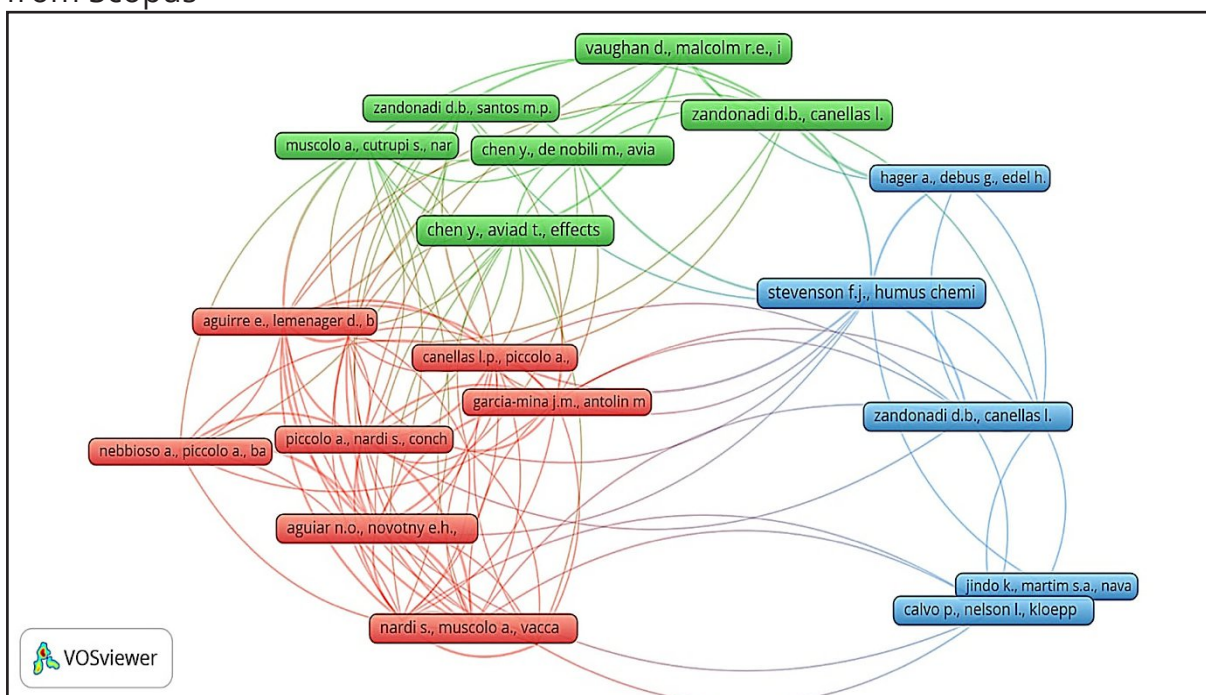 from Scopus
vaughan d., malcolm r.e., i
zandonadi d.b., santos m.p.
zandonadi d.b., canellas l.
muscolo a., cutrupi s., nar
chen y., de nobili m., avia
hager a., debus g., edel h.
chen y., aviad t., effects
stevenson f.j., humus chemi
aguirre e., lemenager d., b
canellas l.p., piccolo a.,
garcia-mina j.m., antolin m
zandonadi d.b., canellas l.
piccolo a., nardi s., conch
nebbioso a., piccolo a., ba
aguiar n.o., novotny e.h.,
jindo k., martim s.a., nava
calvo p., nelson l., kloepp
nardi s., muscolo a., vacca
VOSviewer